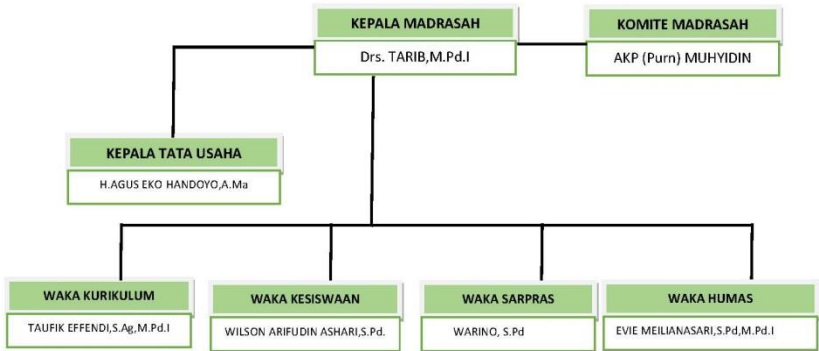 KEPALA MADRASAH
Drs. TARIB,M.Pd.I
KOMITE MADRASAH
AKP (Purn) MUHYIDIN
KEPALA TATA USAHA
H.AGUS EKO HANDOYO,A.Ma
WAKA KURIKULUM
TAUFIK EFFENDI,S.Ag,M.Pd.I
WAKA KESISWAAN
WILSON ARIFUDIN ASHARI,S.Pd.
WAKA SARPRAS
WARINO, S.Pd
WAKA HUMAS
EVIE MEILIANASARI,S.Pd,M.Pd.I